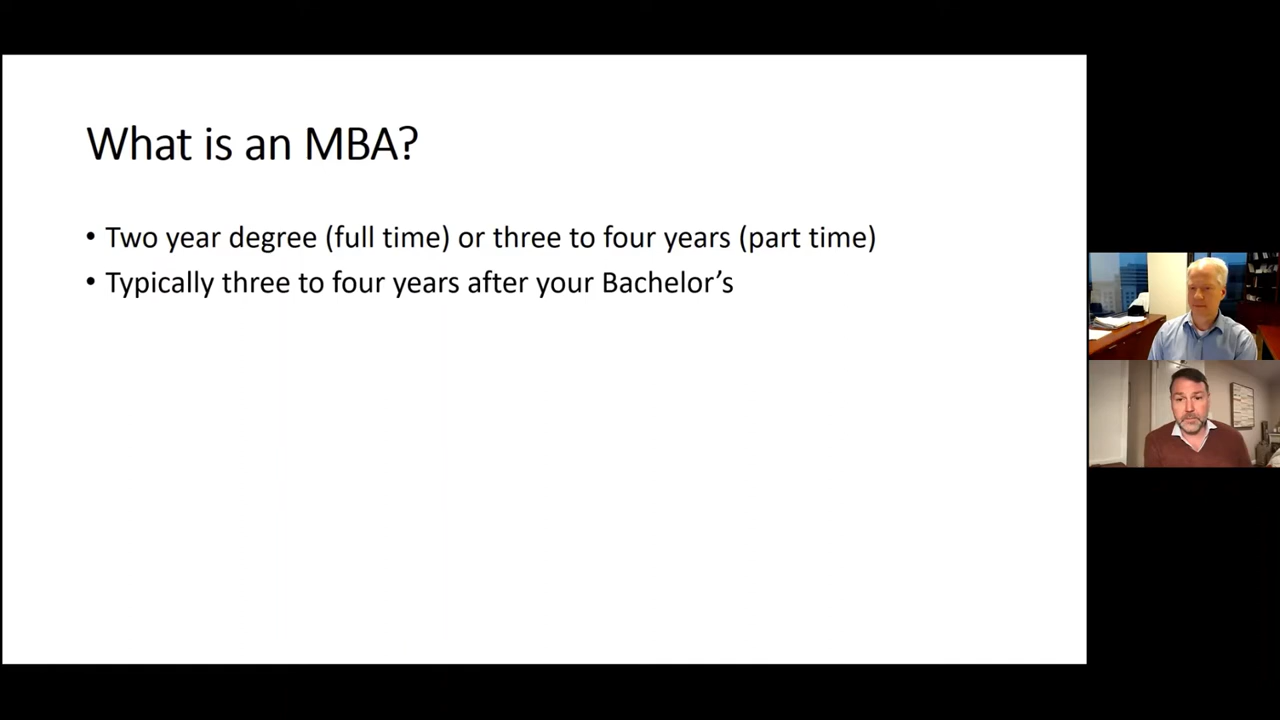 What is an MBA?
• Two year degree (full time) or three to four years (part time)
• Typically three to four years after your Bachelor’s